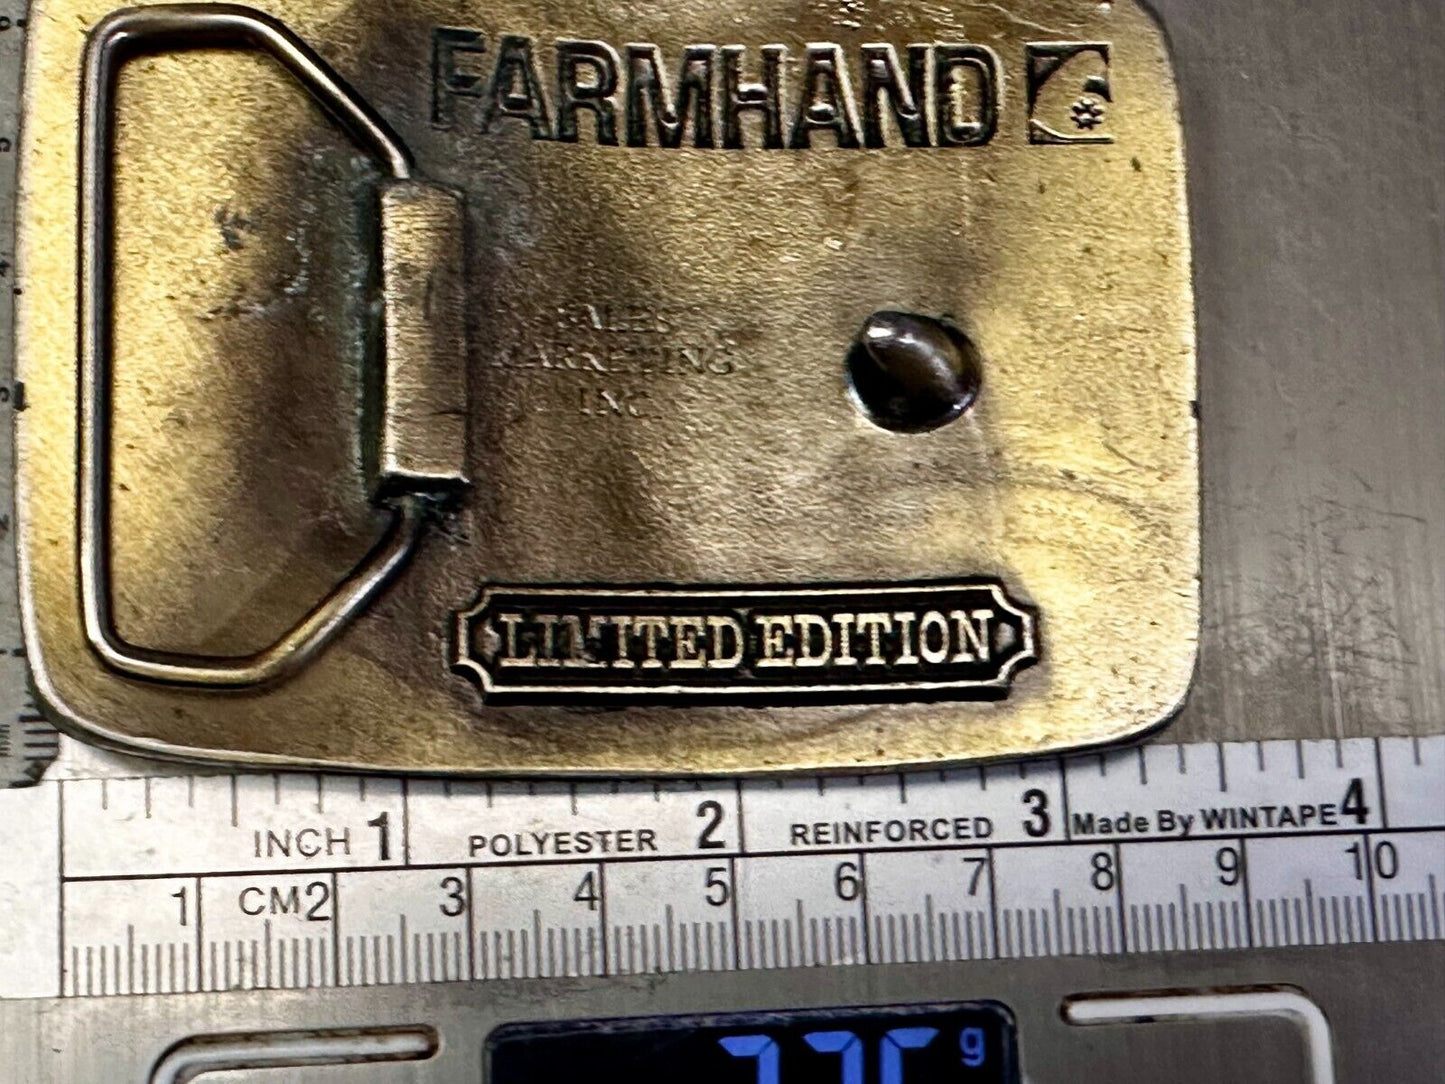 FARMHAND
SALES
MARKETING
INC.
LIMITED EDITION
INCH 1 POLYESTER 2 REINFORCED 3 Made By WINTAPE 4
1 CM 2 3 4 5 6 7 8 9 10
g